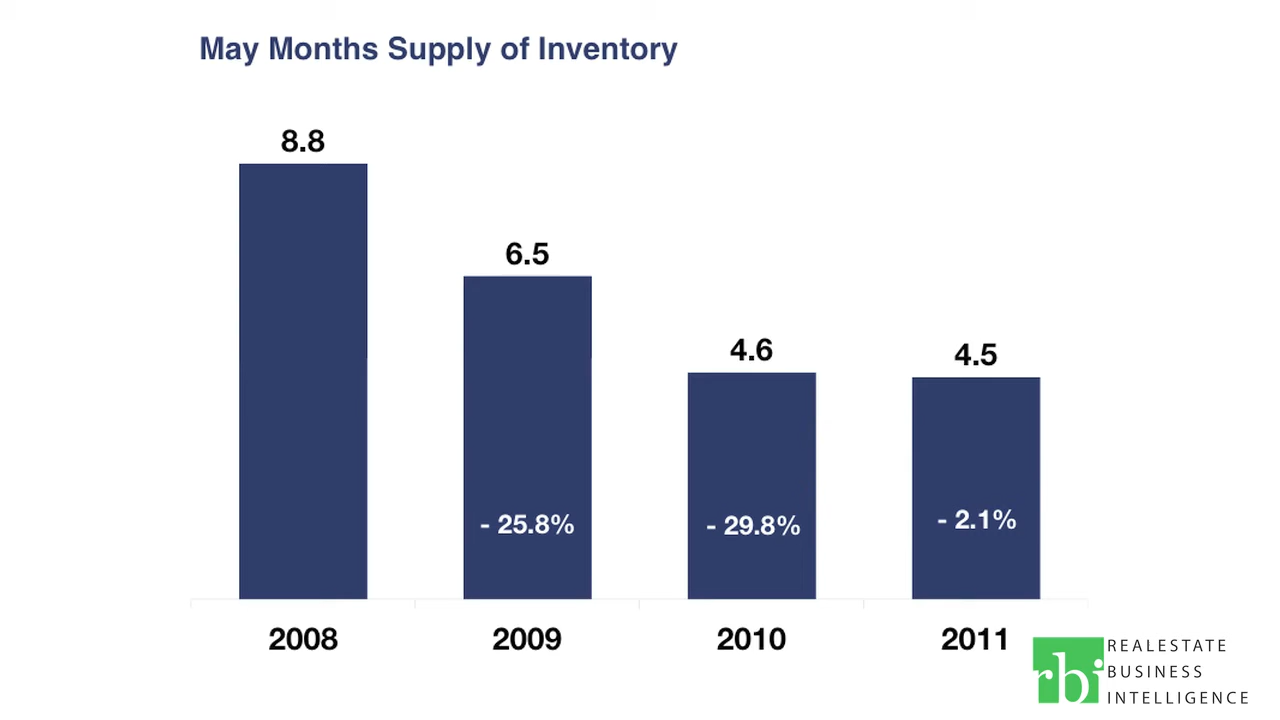 May Months Supply of Inventory
8.8
6.5
4.6
4.5
- 25.8%
- 29.8%
- 2.1%
2008
2009
2010
2011
rbi
REALESTATE
BUSINESS
INTELLIGENCE